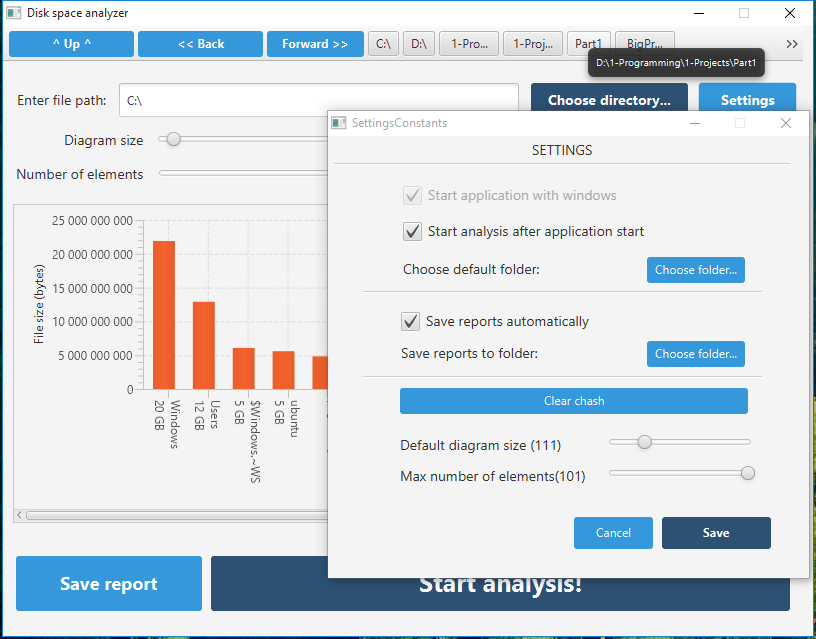 Disk space analyzer
^ Up ^ << Back Forward >> C:\ D:\ 1-Pro... 1-Proj... Part1 BigPr... >>
D:\1-Programming\1-Projects\Part1
Enter file path: C:\ Choose directory... Settings
Diagram size
Number of elements
File size (bytes)
25 000 000 000
20 000 000 000
15 000 000 000
10 000 000 000
5 000 000 000
0
Windows
20 GB
Users
12 GB
$Windows.~WS
5 GB
ubuntu
5 GB
Save report Start analysis!
SettingsConstants
SETTINGS
Start application with windows
Start analysis after application start
Choose default folder: Choose folder...
Save reports automatically
Save reports to folder: Choose folder...
Clear chash
Default diagram size (111)
Max number of elements(101)
Cancel Save